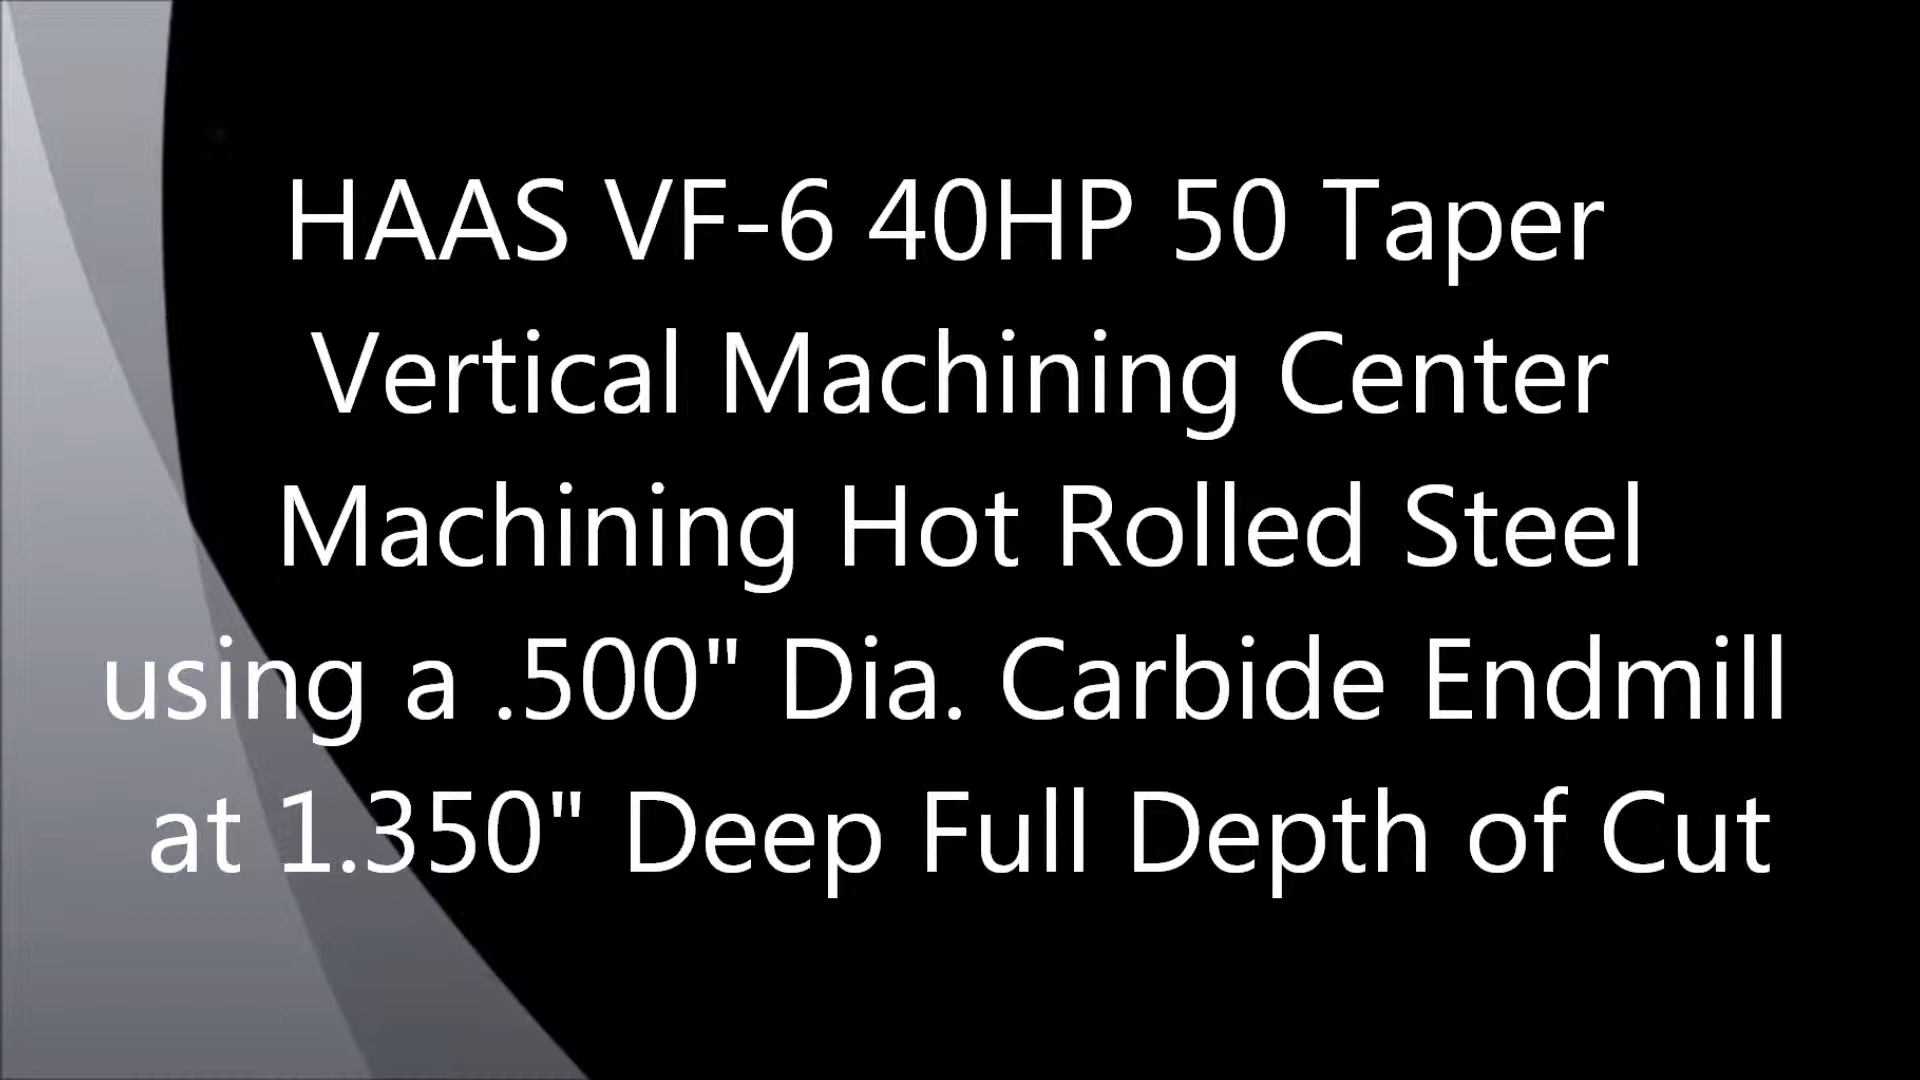 HAAS VF-6 40HP 50 Taper
Vertical Machining Center
Machining Hot Rolled Steel
using a .500" Dia. Carbide Endmill
at 1.350" Deep Full Depth of Cut